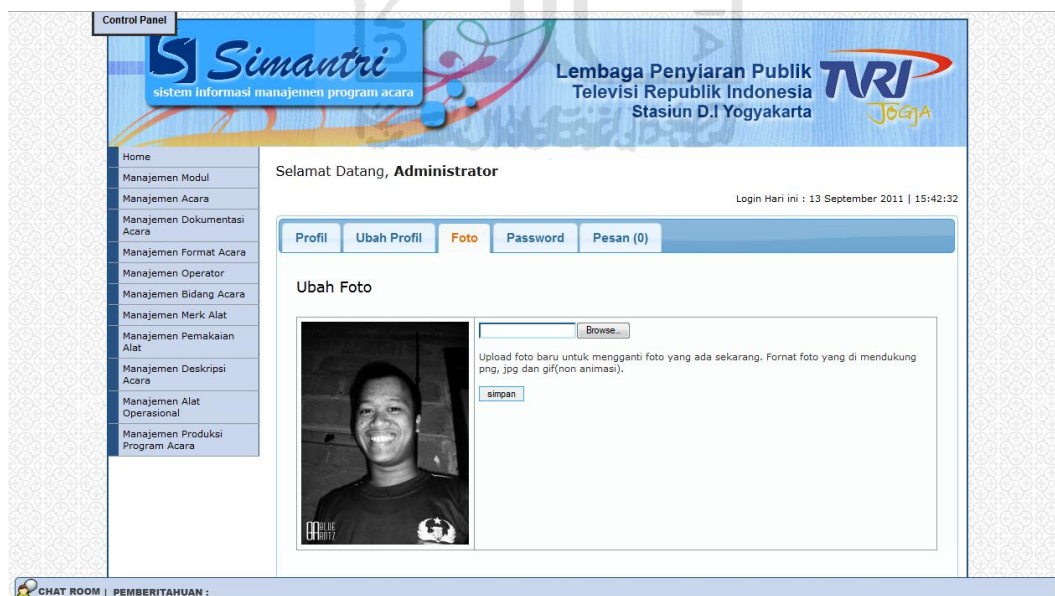 Control Panel
Simantri
sistem informasi manajemen program acara
Lembaga Penyiaran Publik
Televisi Republik Indonesia
Stasiun D.I Yogyakarta
TVRI
JOGJA
Home
Manajemen Modul
Manajemen Acara
Manajemen Dokumentasi
Acara
Manajemen Format Acara
Manajemen Operator
Manajemen Bidang Acara
Manajemen Merk Alat
Manajemen Pemakaian
Alat
Manajemen Deskripsi
Acara
Manajemen Alat
Operasional
Manajemen Produksi
Program Acara
Selamat Datang, Administrator
Login Hari ini : 13 September 2011 | 15:42:32
Profil Ubah Profil Foto Password Pesan (0)
Ubah Foto
Browse...
Upload foto baru untuk mengganti foto yang ada sekarang. Fornat foto yang di mendukung
png, jpg dan gif(non animasi).
simpan
BLUE
ARTZ
CHAT ROOM | PEMBERITAHUAN :